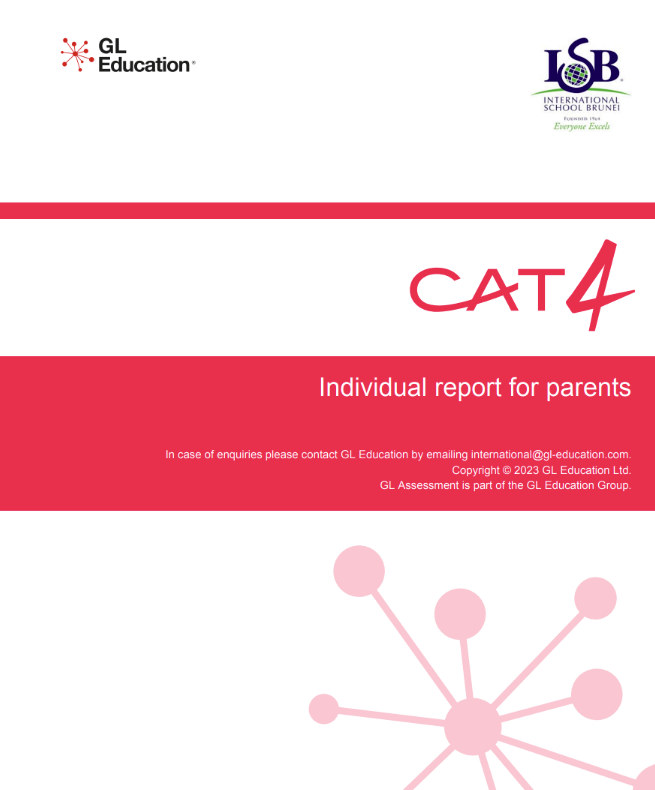 GL
Education
ISB
INTERNATIONAL
SCHOOL BRUNEI
FOUNDED 1964
Everyone Excels
CAT4
Individual report for parents
In case of enquiries please contact GL Education by emailing international@gl-education.com.
Copyright © 2023 GL Education Ltd.
GL Assessment is part of the GL Education Group.